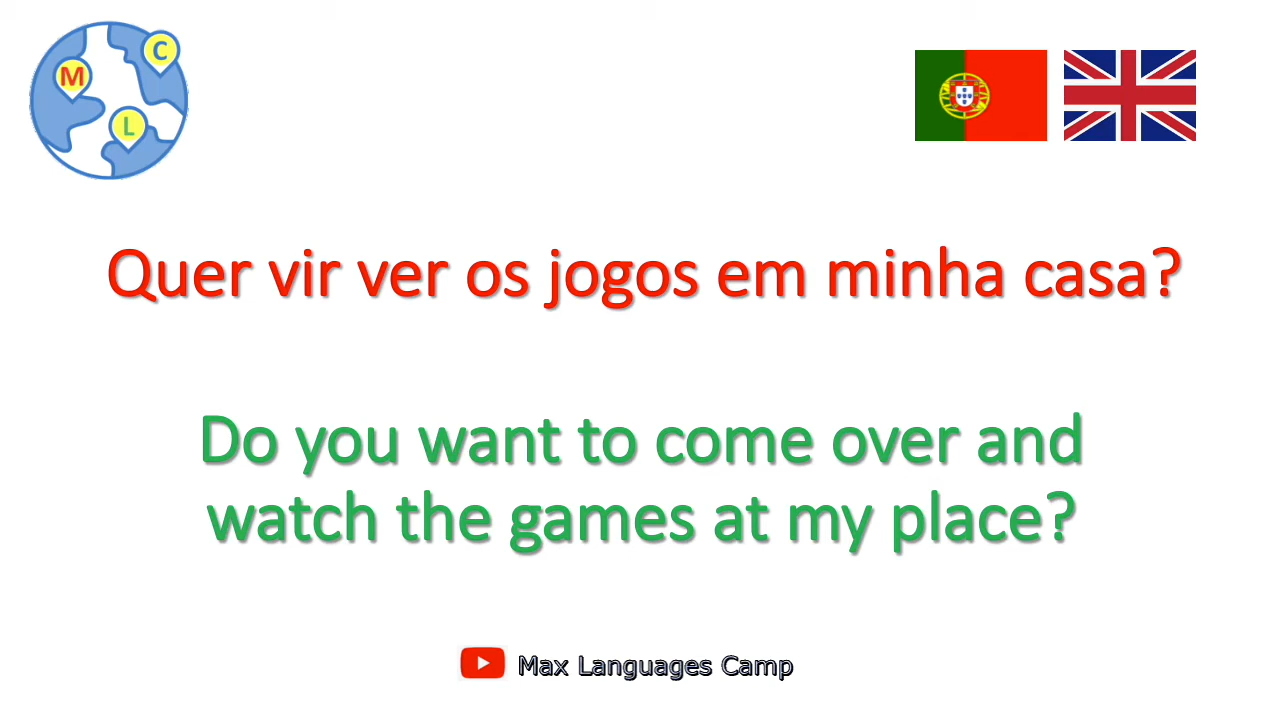 M
C
L
Quer vir ver os jogos em minha casa?
Do you want to come over and
watch the games at my place?
Max Languages Camp